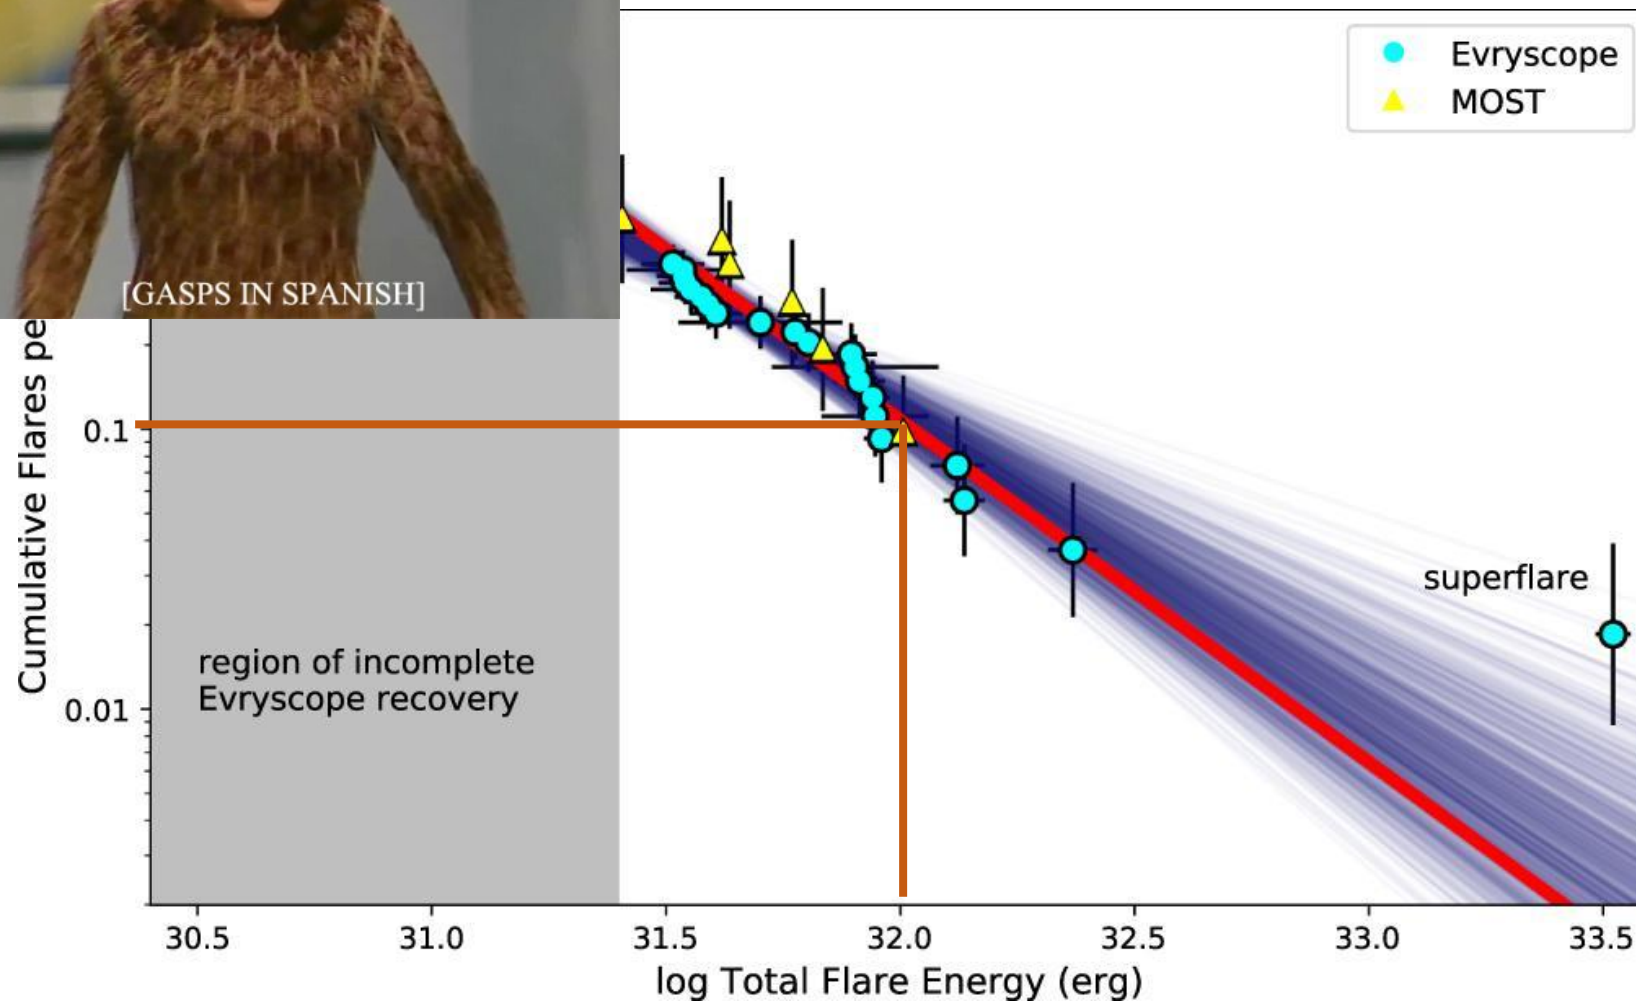 [GASPS IN SPANISH]
Evryscope
MOST
Cumulative Flares pe
0.1
0.01
superflare
region of incomplete
Evryscope recovery
30.5 31.0 31.5 32.0 32.5 33.0 33.5
log Total Flare Energy (erg)